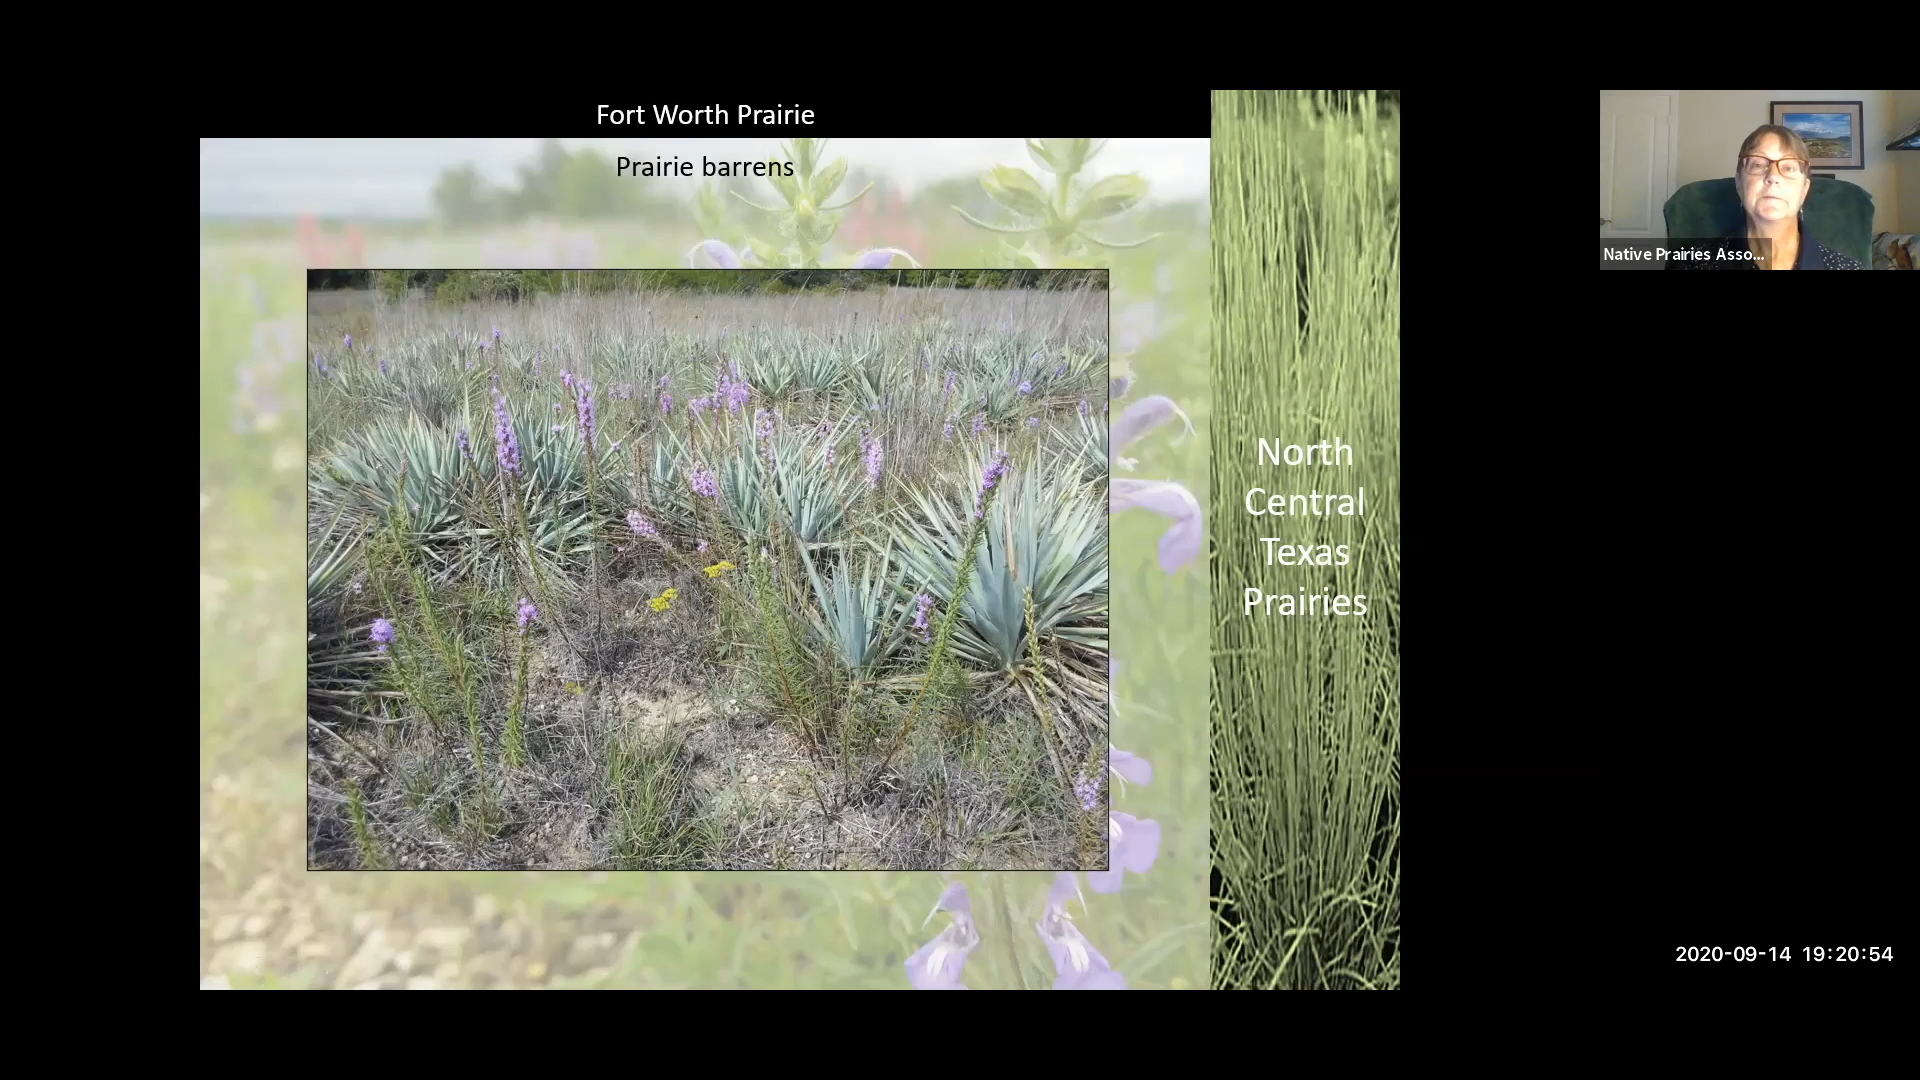 Fort Worth Prairie
Prairie barrens
North
Central
Texas
Prairies
Native Prairies Asso...
2020-09-14 19:20:54